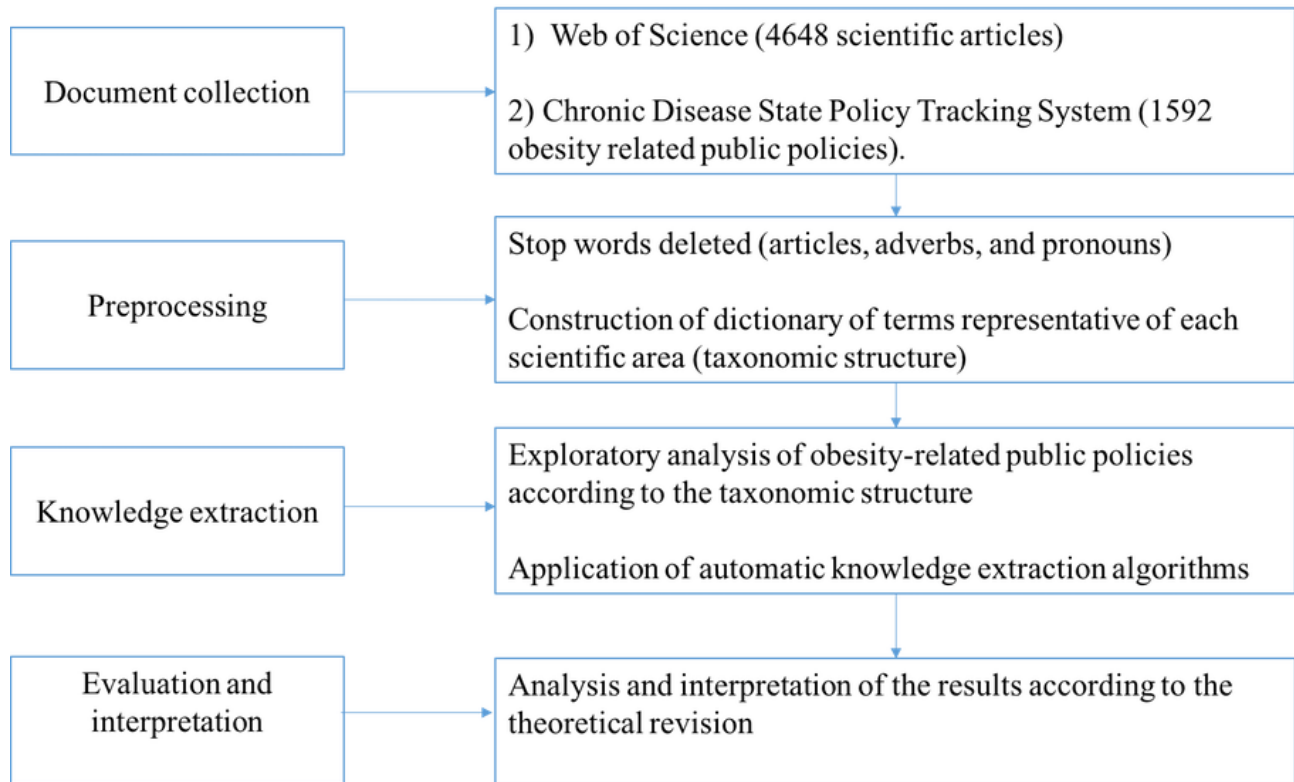 Document collection
1) Web of Science (4648 scientific articles)
2) Chronic Disease State Policy Tracking System (1592
obesity related public policies).
Preprocessing
Stop words deleted (articles, adverbs, and pronouns)
Construction of dictionary of terms representative of each
scientific area (taxonomic structure)
Knowledge extraction
Exploratory analysis of obesity-related public policies
according to the taxonomic structure
Application of automatic knowledge extraction algorithms
Evaluation and
interpretation
Analysis and interpretation of the results according to the
theoretical revision